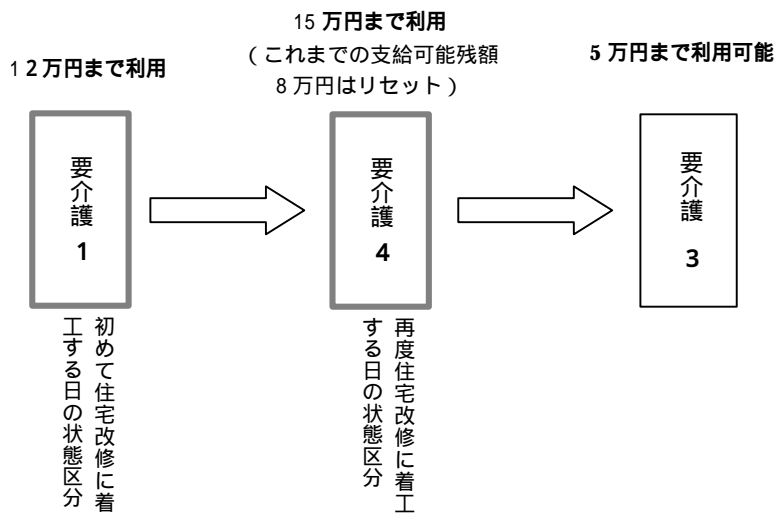 12万円まで利用
15 万円まで利用
(これまでの支給可能残額
8 万円はリセット)
5 万円まで利用可能
要介護 1
要介護 4
要介護 3
初めて住宅改修に着
工する日の状態区分
再度住宅改修に着工
する日の状態区分